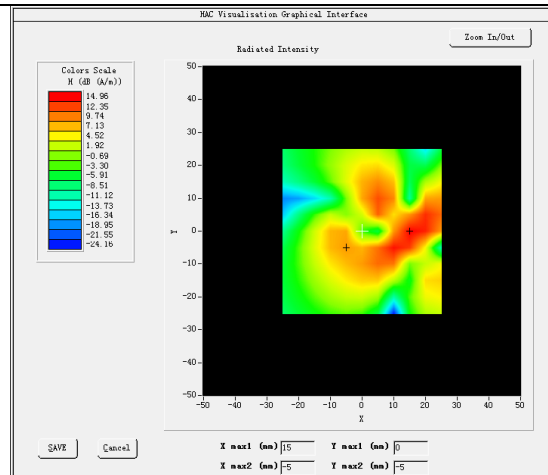 HAC Visualisation Graphical Interface
Zoom In/Out
Radiated Intensity
Colors Scale
H (dB (A/m))
14.96
12.35
9.74
7.13
4.52
1.92
-0.69
-3.30
-5.91
-8.51
-11.12
-13.73
-16.34
-18.95
-21.55
-24.16
50
40
30
20
10
0
-10
-20
-30
-40
-50
Y
-50 -40 -30 -20 -10 0 10 20 30 40 50
X
SAVE Cancel
X max1 (mm) 15 Y max1 (mm) 0
X max2 (mm) -5 Y max2 (mm) -5